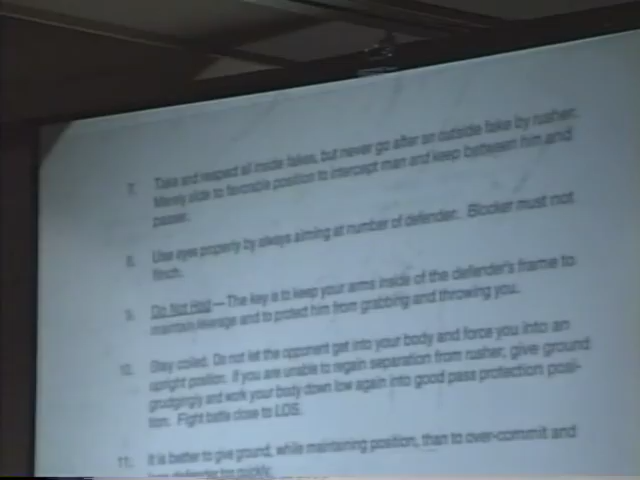 7. Take and respect all inside fakes, but never go after an outside fake by rusher.
Merely slide to favorable position to intercept man and keep between him and
passer.
8. Use eyes properly by always aiming at number of defender. Blocker must not
flinch.
9. Do Not Hold — The key is to keep your arms inside of the defender's frame to
maintain leverage and to protect him from grabbing and throwing you.
10. Stay coiled. Do not let the opponent get into your body and force you into an
upright position. If you are unable to regain separation from rusher, give ground
grudgingly and work your body down low again into good pass protection posi-
tion. Fight battle close to LOS.
11. It is better to give ground, while maintaining position, than to over-commit and
lose defender too quickly.